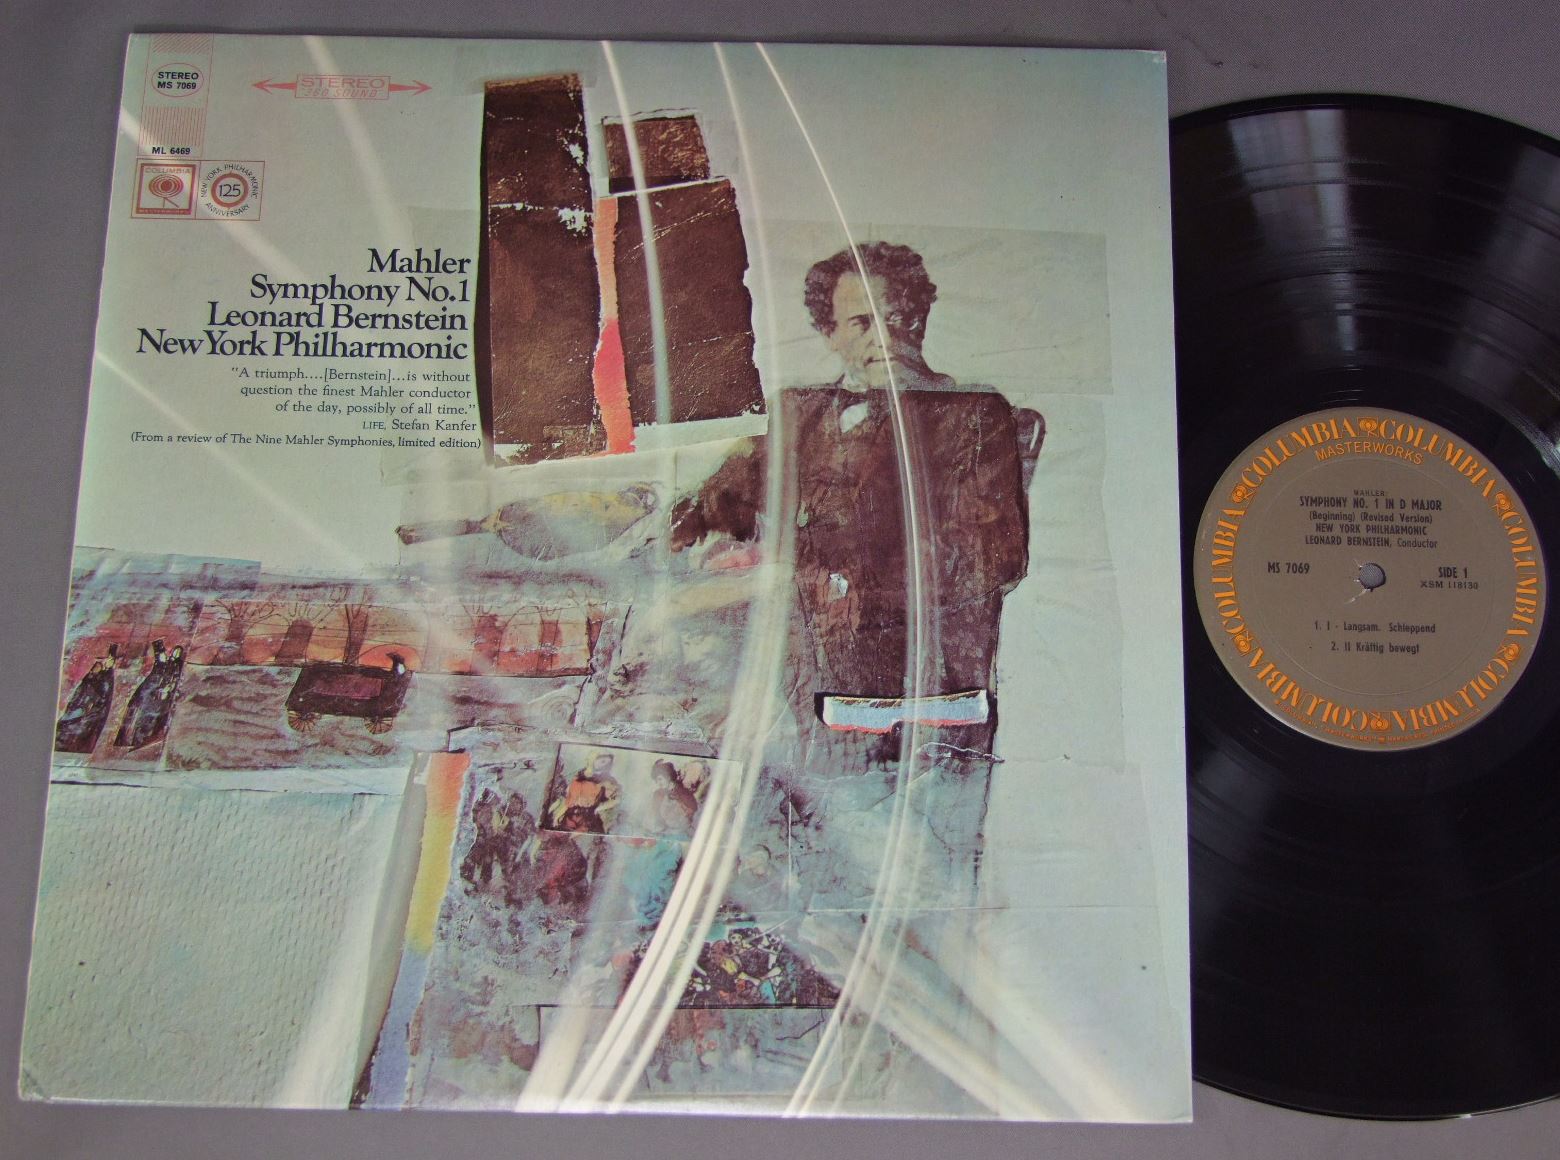 STEREO
MS 7069
ML 6469
STEREO
360 SOUND
COLUMBIA
MASTERWORKS
NEW YORK PHILHARMONIC
125
ANNIVERSARY
Mahler
Symphony No.1
Leonard Bernstein
New York Philharmonic
"A triumph....[Bernstein]...is without
question the finest Mahler conductor
of the day, possibly of all time."
LIFE, Stefan Kanfer
(From a review of The Nine Mahler Symphonies, limited edition)
COLUMBIA COLUMBIA COLUMBIA COLUMBIA COLUMBIA COLUMBIA
MASTERWORKS
MAHLER:
SYMPHONY NO. 1 IN D MAJOR
(Beginning) (Revised Version)
NEW YORK PHILHARMONIC
LEONARD BERNSTEIN, Conductor
MS 7069
SIDE 1
XSM 118130
1. I - Langsam. Schleppend
2. II Kräftig bewegt